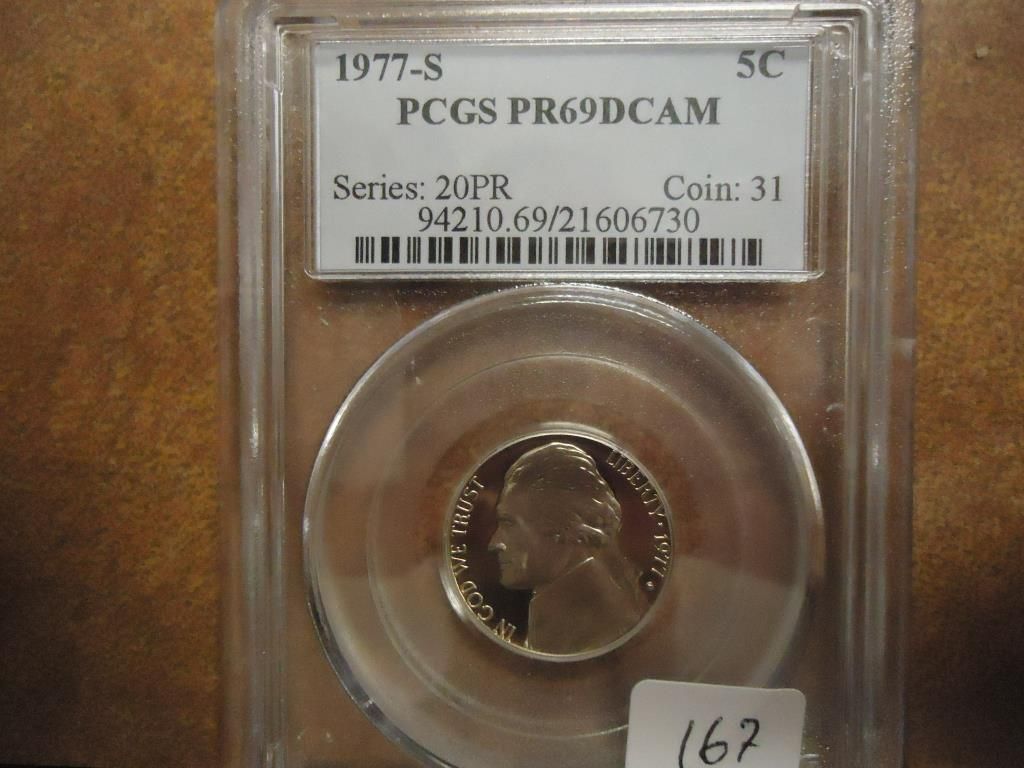 1977-S 5C
PCGS PR69DCAM
Series: 20PR Coin: 31
94210.69/21606730
IN GOD WE TRUST
LIBERTY 1977
167